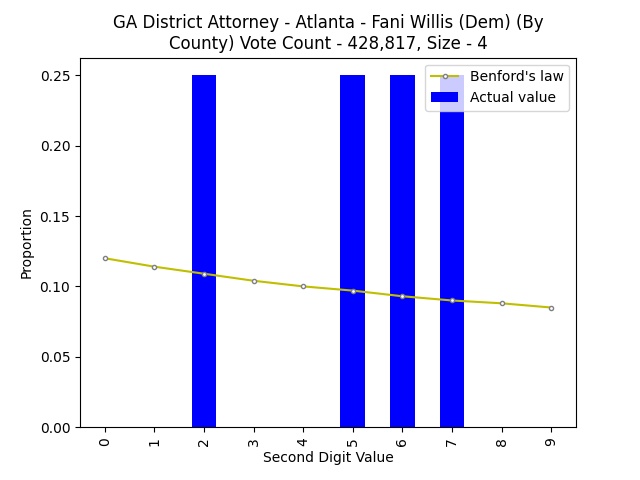 GA District Attorney - Atlanta - Fani Willis (Dem) (By
County) Vote Count - 428,817, Size - 4
Benford's law
Actual value
0.25
0.20
0.15
0.10
0.05
0.00
Proportion
0 1 2 3 4 5 6 7 8 9
Second Digit Value